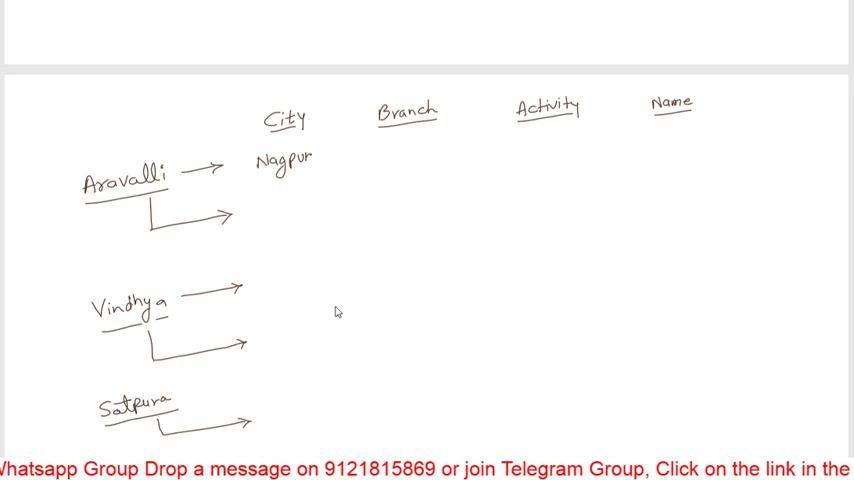 City Branch Activity Name
Aravalli Nagpur
Vindhya
Satpura
Whatsapp Group Drop a message on 9121815869 or join Telegram Group, Click on the link in the